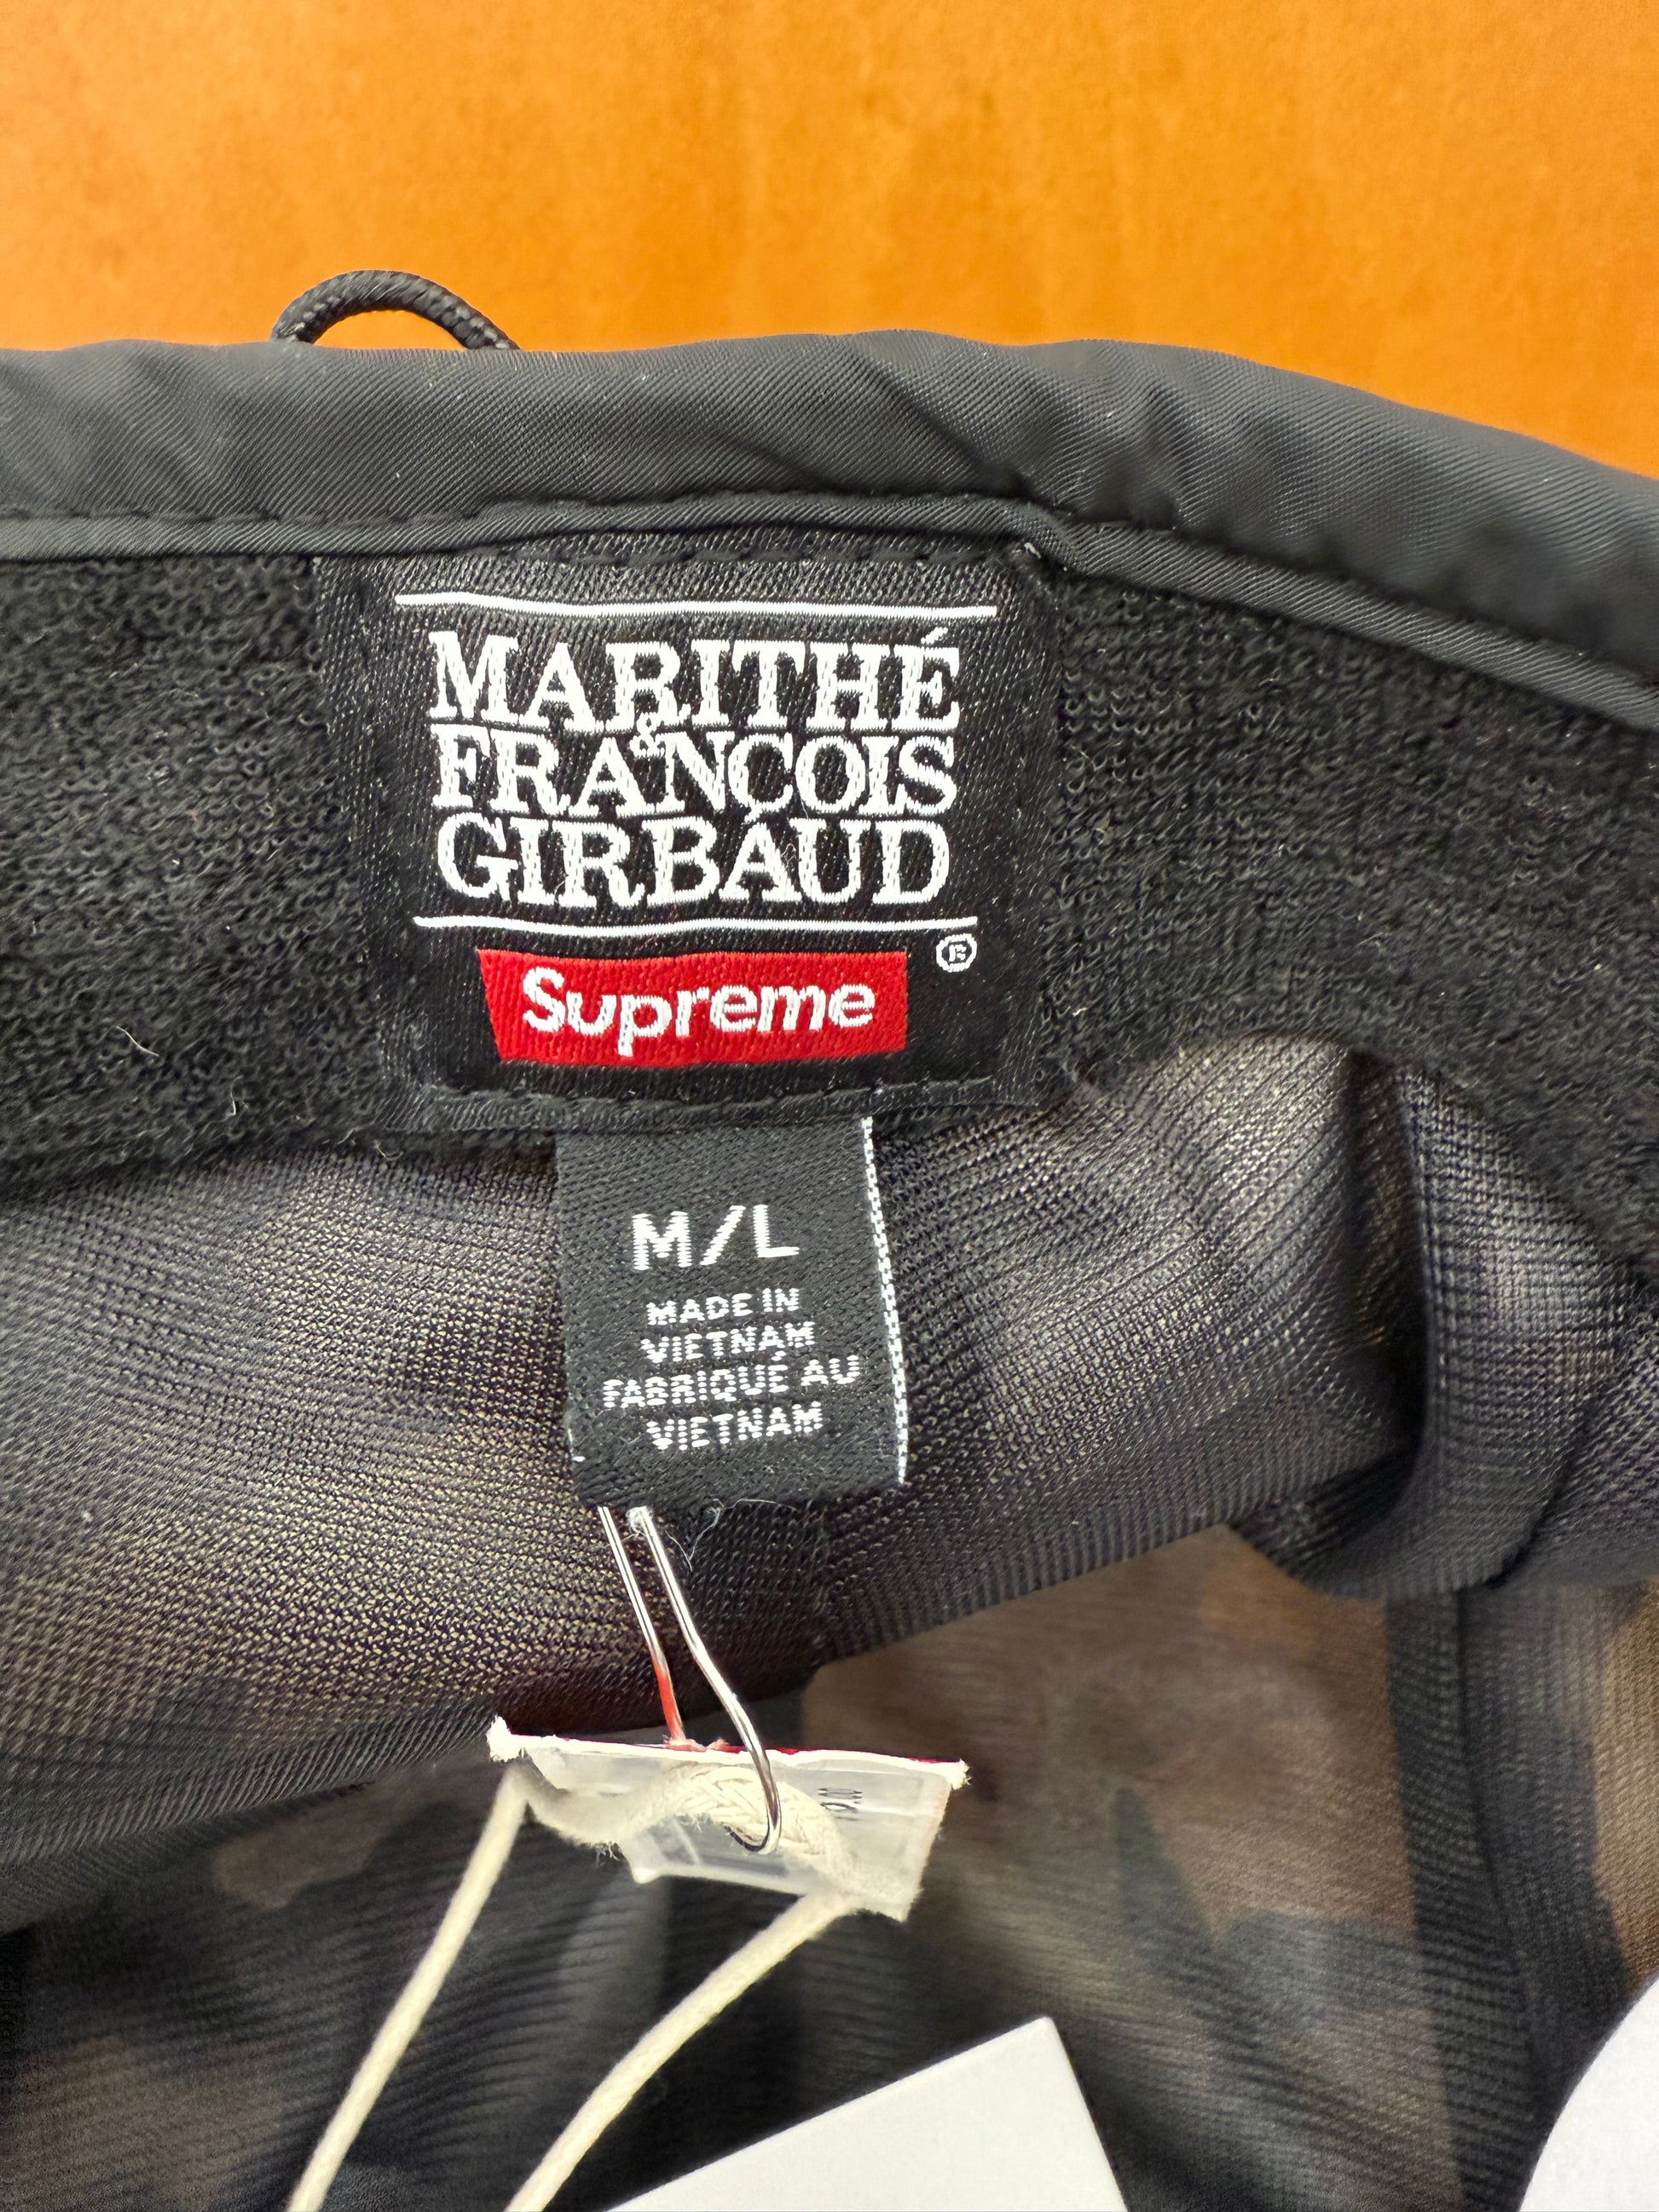 MARITHÉ
&
FRANÇOIS
GIRBAUD
®
Supreme
M/L
MADE IN
VIETNAM
FABRIQUÉ AU
VIETNAM